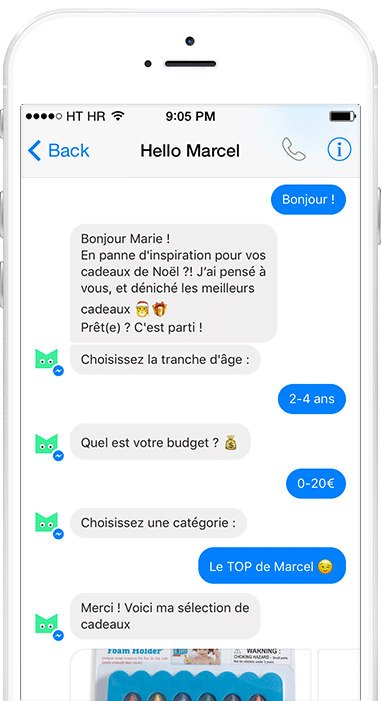 HT HR 9:05 PM
Back Hello Marcel
Bonjour !
Bonjour Marie !
En panne d'inspiration pour vos
cadeaux de Noël ?! J'ai pensé à
vous, et déniché les meilleurs
cadeaux 🎅🎁
Prêt(e) ? C'est parti !
Choisissez la tranche d'âge :
2-4 ans
Quel est votre budget ? 💰
0-20€
Choisissez une catégorie :
Le TOP de Marcel 😉
Merci ! Voici ma sélection de
cadeaux
Foam Holder
WARNING :
CHOKING HAZARD - Small parts